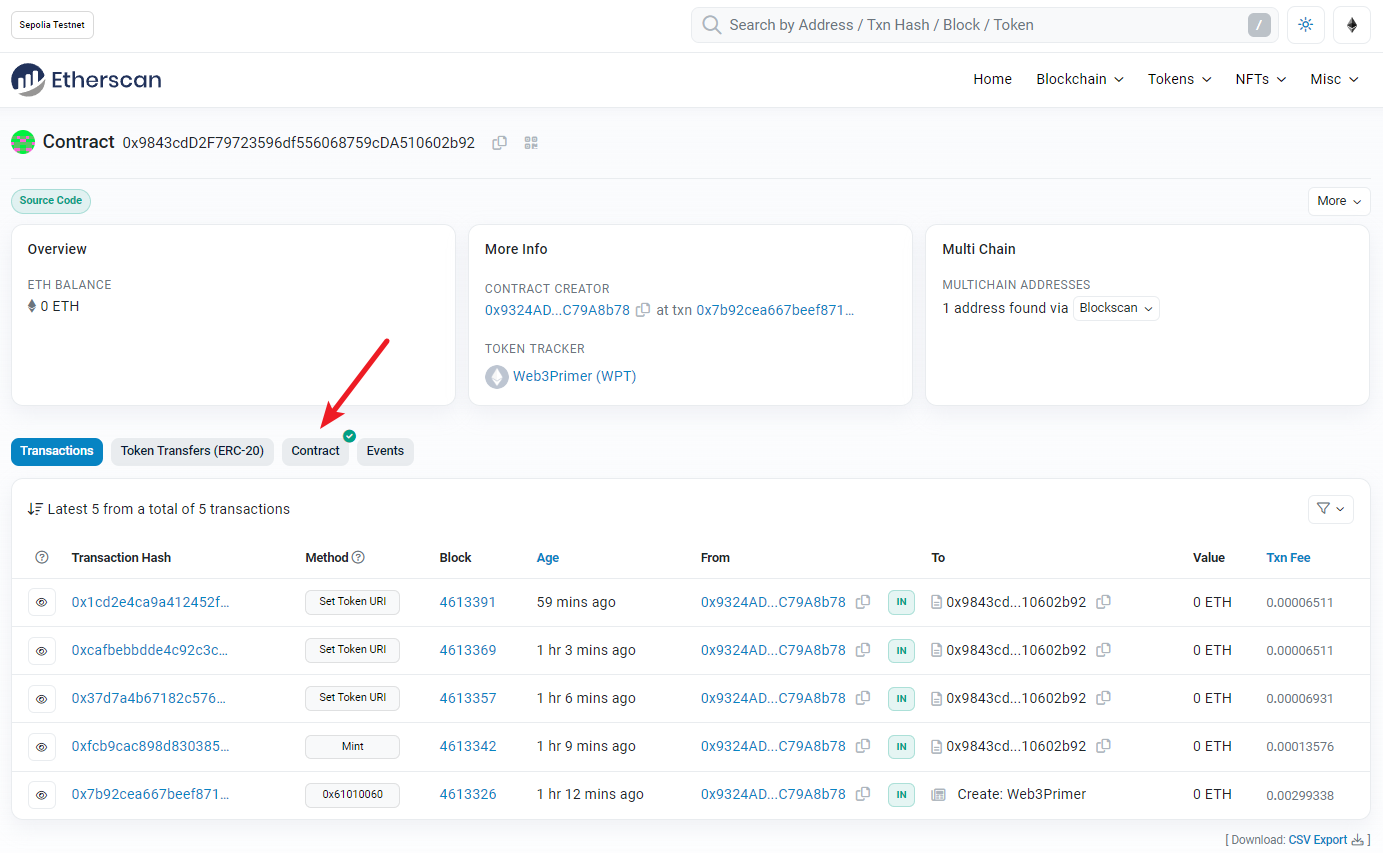 Sepolia Testnet
Search by Address / Txn Hash / Block / Token
/
Etherscan
Home Blockchain Tokens NFTs Misc
Contract 0x9843cdD2F79723596df556068759cDA510602b92
Source Code
More
Overview
ETH BALANCE
0 ETH
More Info
CONTRACT CREATOR
0x9324AD...C79A8b78 at txn 0x7b92cea667beef871...
TOKEN TRACKER
Web3Primer (WPT)
Multi Chain
MULTICHAIN ADDRESSES
1 address found via Blockscan
Transactions Token Transfers (ERC-20) Contract Events
Latest 5 from a total of 5 transactions
? Transaction Hash Method ? Block Age From To Value Txn Fee
0x1cd2e4ca9a412452f... Set Token URI 4613391 59 mins ago 0x9324AD...C79A8b78 IN 0x9843cd...10602b92 0 ETH 0.00006511
0xcafbebbdde4c92c3c... Set Token URI 4613369 1 hr 3 mins ago 0x9324AD...C79A8b78 IN 0x9843cd...10602b92 0 ETH 0.00006511
0x37d7a4b67182c576... Set Token URI 4613357 1 hr 6 mins ago 0x9324AD...C79A8b78 IN 0x9843cd...10602b92 0 ETH 0.00006931
0xfcb9cac898d830385... Mint 4613342 1 hr 9 mins ago 0x9324AD...C79A8b78 IN 0x9843cd...10602b92 0 ETH 0.00013576
0x7b92cea667beef871... 0x61010060 4613326 1 hr 12 mins ago 0x9324AD...C79A8b78 IN Create: Web3Primer 0 ETH 0.00299338
[ Download: CSV Export ]